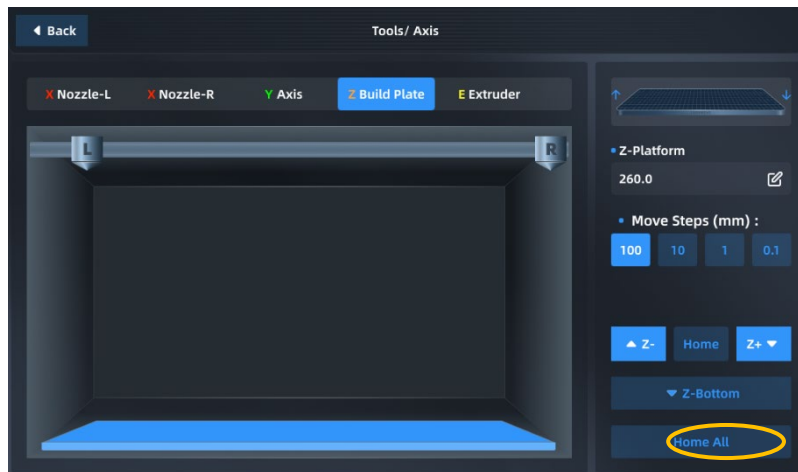 Back
Tools/ Axis
X Nozzle-L X Nozzle-R Y Axis Z Build Plate E Extruder
L R
Z-Platform
260.0
Move Steps (mm) :
100 10 1 0.1
Z- Home Z+
Z-Bottom
Home All